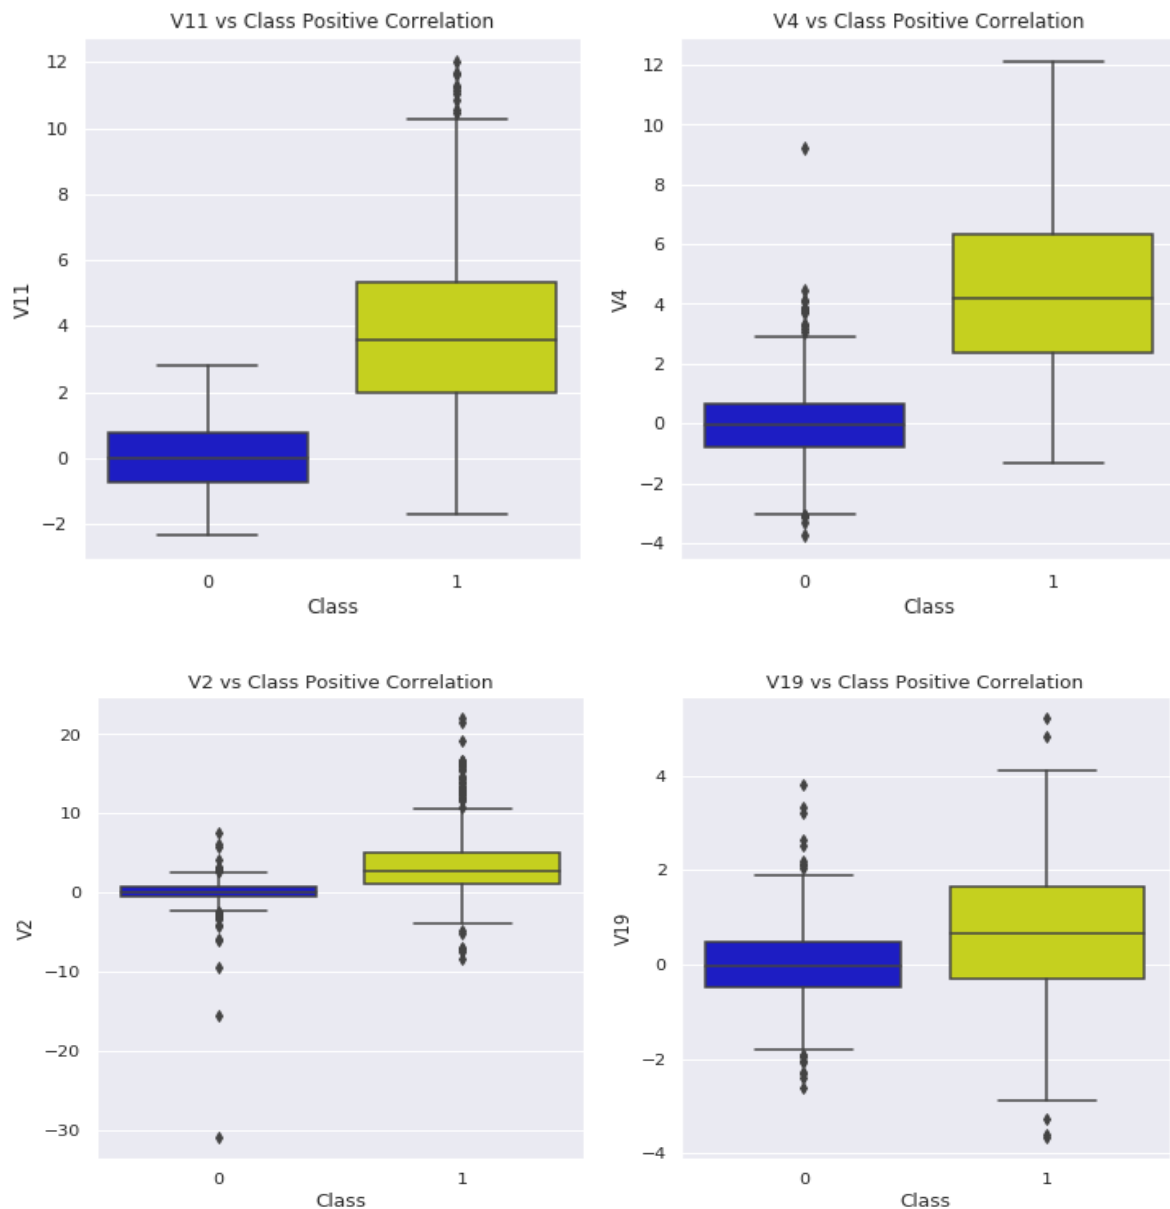 V11 vs Class Positive Correlation
V11
12
10
8
6
4
2
0
−2
0 1
Class
V4 vs Class Positive Correlation
V4
12
10
8
6
4
2
0
−2
−4
0 1
Class
V2 vs Class Positive Correlation
V2
20
10
0
−10
−20
−30
0 1
Class
V19 vs Class Positive Correlation
V19
4
2
0
−2
−4
0 1
Class